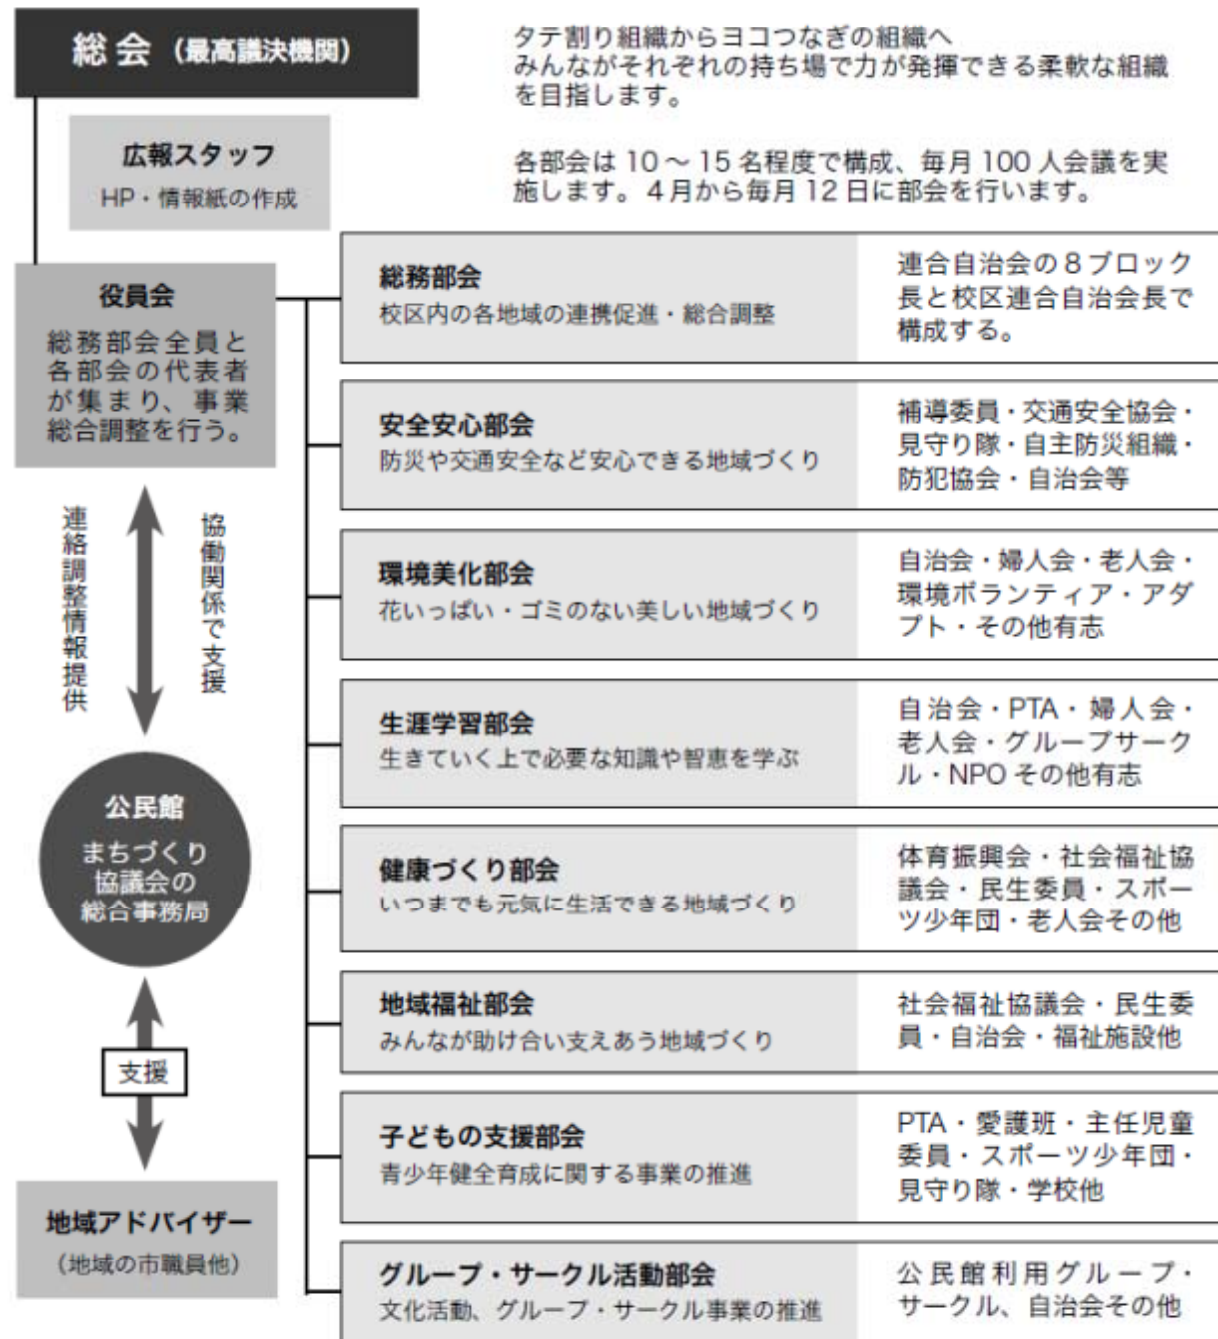 総会（最高議決機関）
タテ割り組織からヨコつなぎの組織へ
みんながそれぞれの持ち場で力が発揮できる柔軟な組織
を目指します。
各部会は 10 ～ 15 名程度で構成、毎月 100 人会議を実
施します。４月から毎月 12 日に部会を行います。
広報スタッフ
HP・情報紙の作成
役員会
総務部会全員と
各部会の代表者
が集まり、事業
総合調整を行う。
連絡調整情報提供
協働関係で支援
公民館
まちづくり
協議会の
総合事務局
支援
地域アドバイザー
（地域の市職員他）
総務部会
校区内の各地域の連携促進・総合調整
連合自治会の８ブロック
長と校区連合自治会長で
構成する。
安全安心部会
防災や交通安全など安心できる地域づくり
補導委員・交通安全協会・
見守り隊・自主防災組織・
防犯協会・自治会等
環境美化部会
花いっぱい・ゴミのない美しい地域づくり
自治会・婦人会・老人会・
環境ボランティア・アダ
プト・その他有志
生涯学習部会
生きていく上で必要な知識や智恵を学ぶ
自治会・PTA・婦人会・
老人会・グループサーク
ル・NPO その他有志
健康づくり部会
いつまでも元気に生活できる地域づくり
体育振興会・社会福祉協
議会・民生委員・スポー
ツ少年団・老人会その他
地域福祉部会
みんなが助け合い支えあう地域づくり
社会福祉協議会・民生委
員・自治会・福祉施設他
子どもの支援部会
青少年健全育成に関する事業の推進
PTA・愛護班・主任児童
委員・スポーツ少年団・
見守り隊・学校他
グループ・サークル活動部会
文化活動、グループ・サークル事業の推進
公民館利用グループ・
サークル、自治会その他